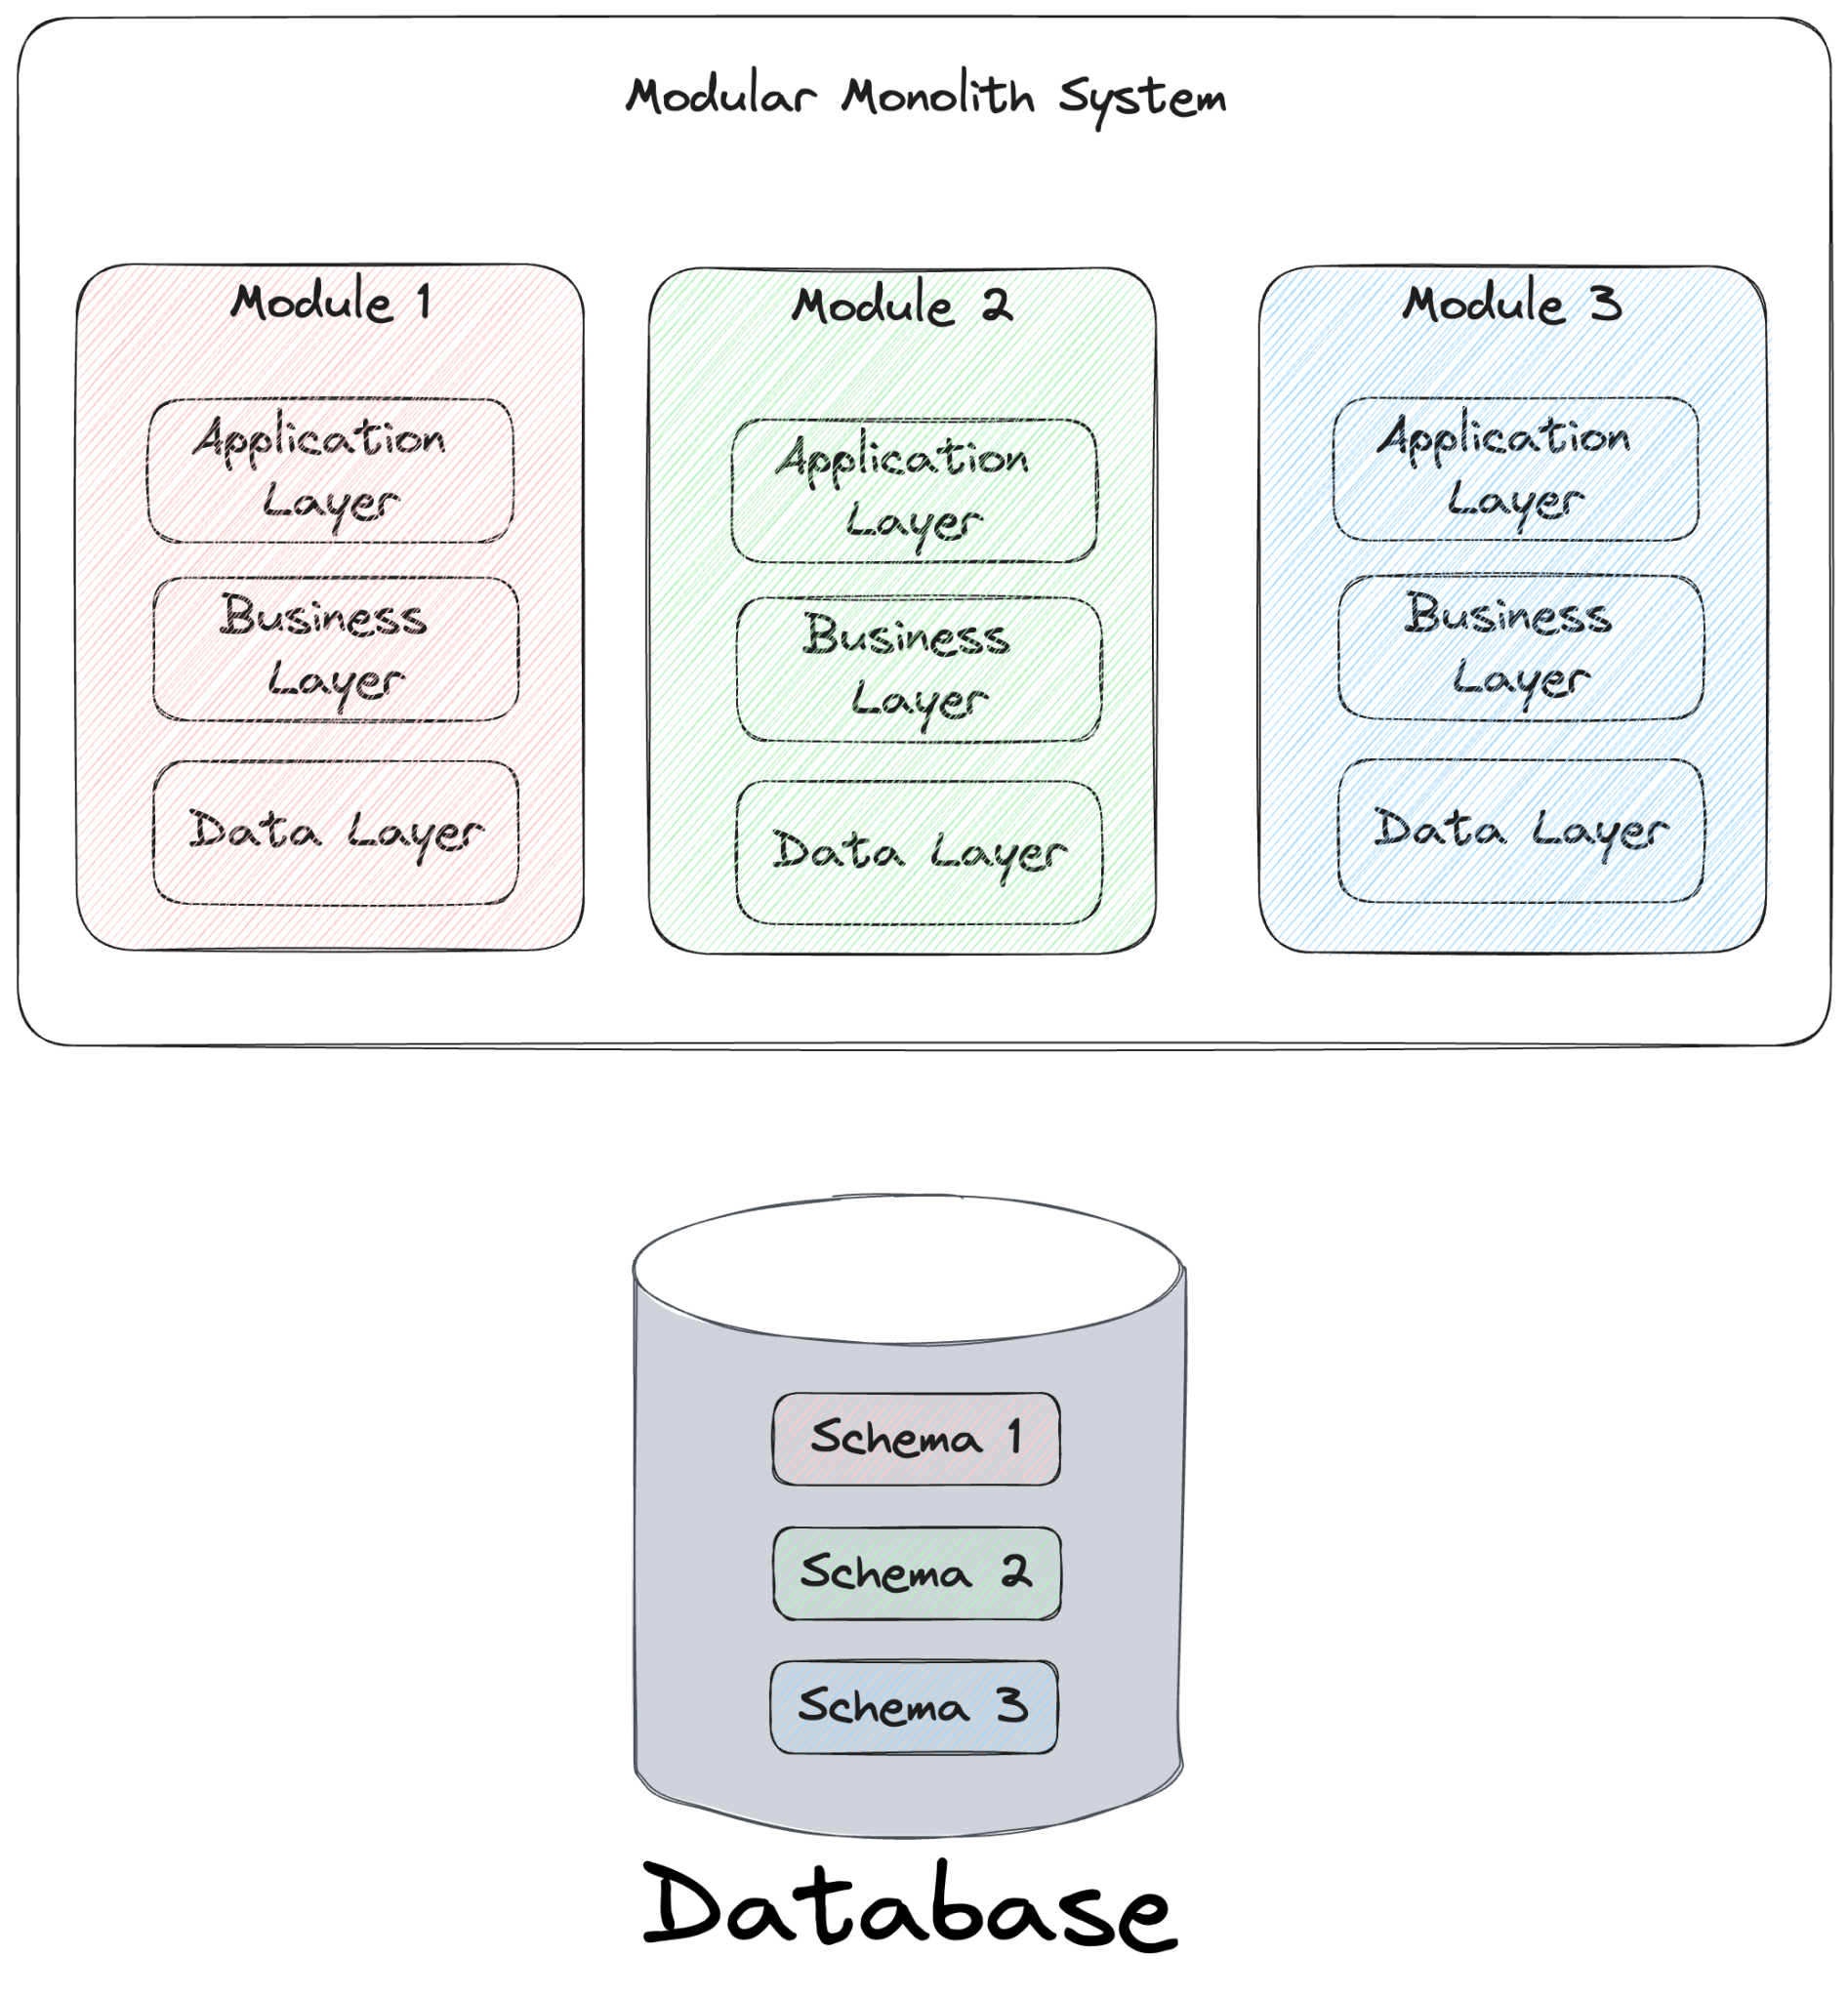 Modular Monolith System
Module 1
Application
Layer
Business
Layer
Data Layer
Module 2
Application
Layer
Business
Layer
Data Layer
Module 3
Application
Layer
Business
Layer
Data Layer
Schema 1
Schema 2
Schema 3
Database